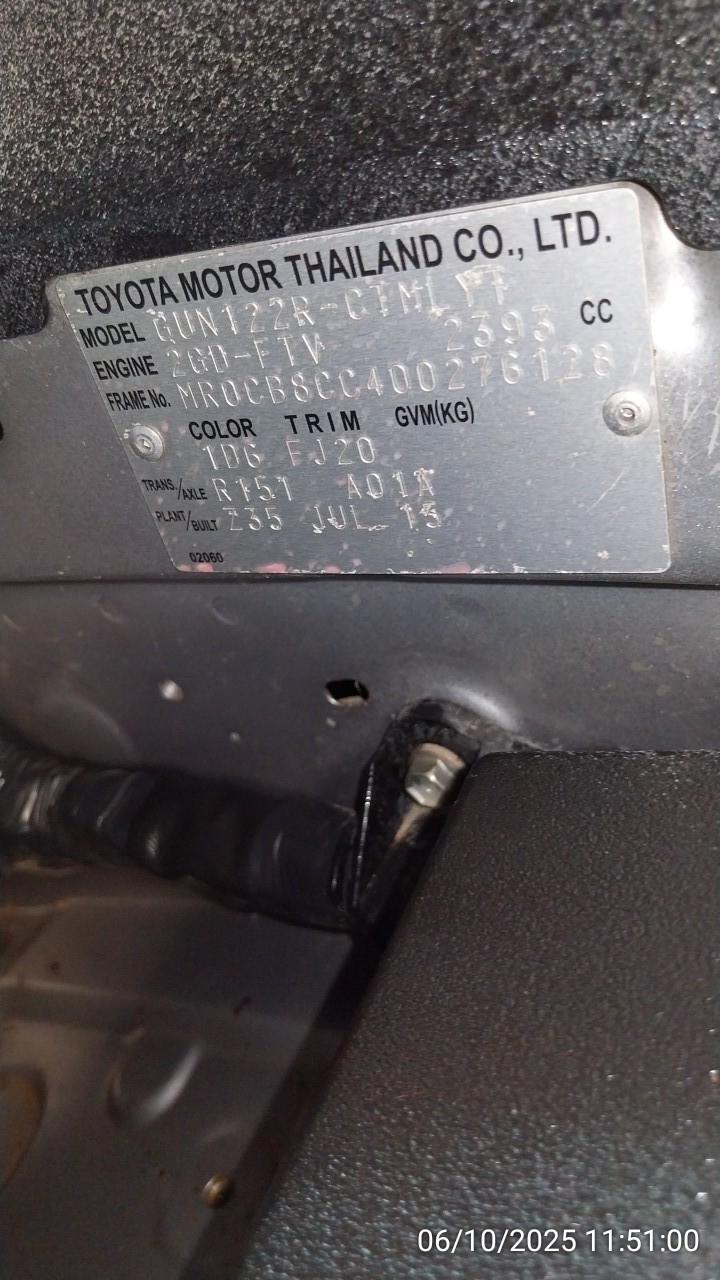 TOYOTA MOTOR THAILAND CO., LTD.
MODEL GUN122R-CTMLYT
ENGINE 2GD-FTV 2393 CC
FRAME No. MR0CB8CC400276128
COLOR TRIM GVM(KG)
1D6 FJ20
TRANS./AXLE R151 A01A
PLANT/BUILT Z35 JUL.15
02060
06/10/2025 11:51:00